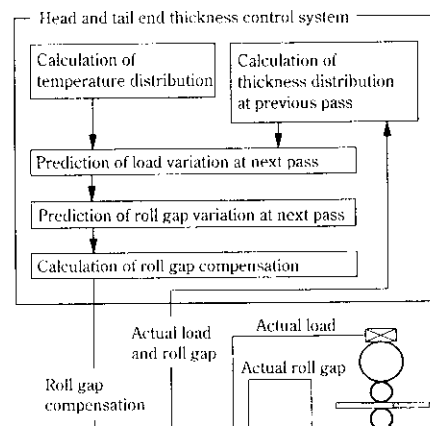 Head and tail end thickness control system
Calculation of
temperature distribution
Calculation of
thickness distribution
at previous pass
Prediction of load variation at next pass
Prediction of roll gap variation at next pass
Calculation of roll gap compensation
Actual load
and roll gap
Actual load
Actual roll gap
Roll gap
compensation